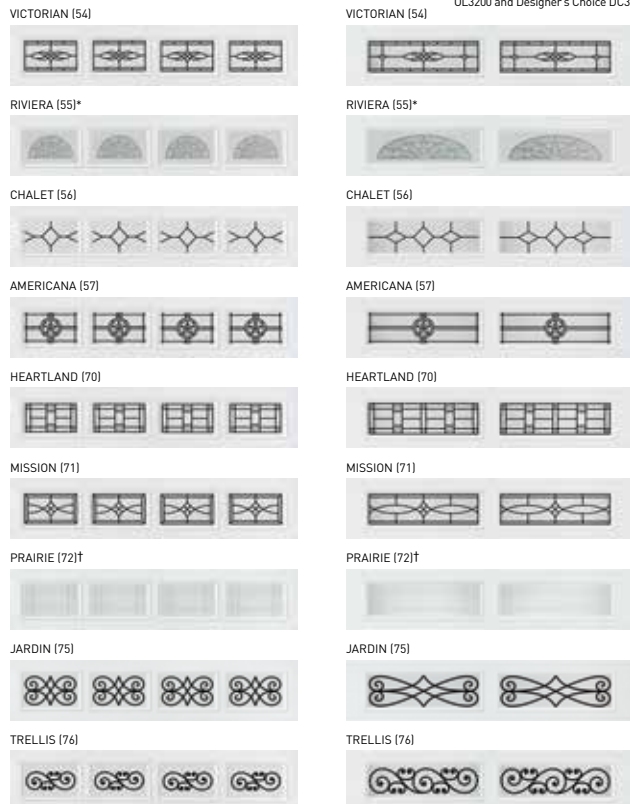 OL3200 and Designer's Choice DC3
VICTORIAN (54)
VICTORIAN (54)
RIVIERA (55)*
RIVIERA (55)*
CHALET (56)
CHALET (56)
AMERICANA (57)
AMERICANA (57)
HEARTLAND (70)
HEARTLAND (70)
MISSION (71)
MISSION (71)
PRAIRIE (72)†
PRAIRIE (72)†
JARDIN (75)
JARDIN (75)
TRELLIS (76)
TRELLIS (76)